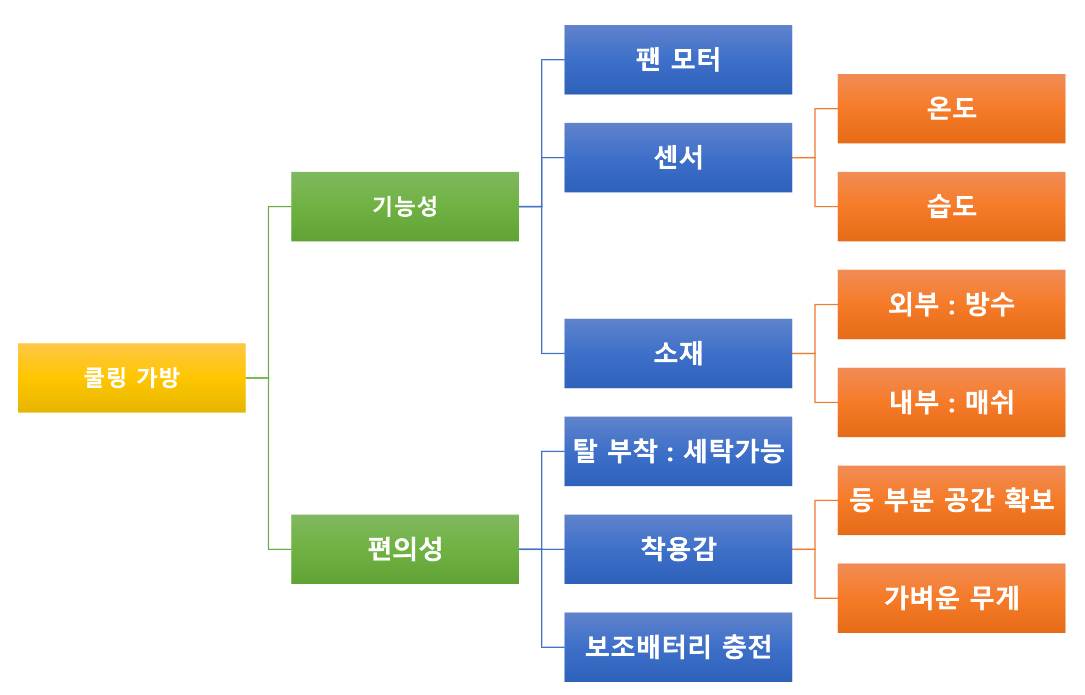 쿨링 가방
기능성
팬 모터
센서
온도
습도
소재
외부 : 방수
내부 : 매쉬
편의성
탈 부착 : 세탁가능
착용감
등 부분 공간 확보
가벼운 무게
보조배터리 충전